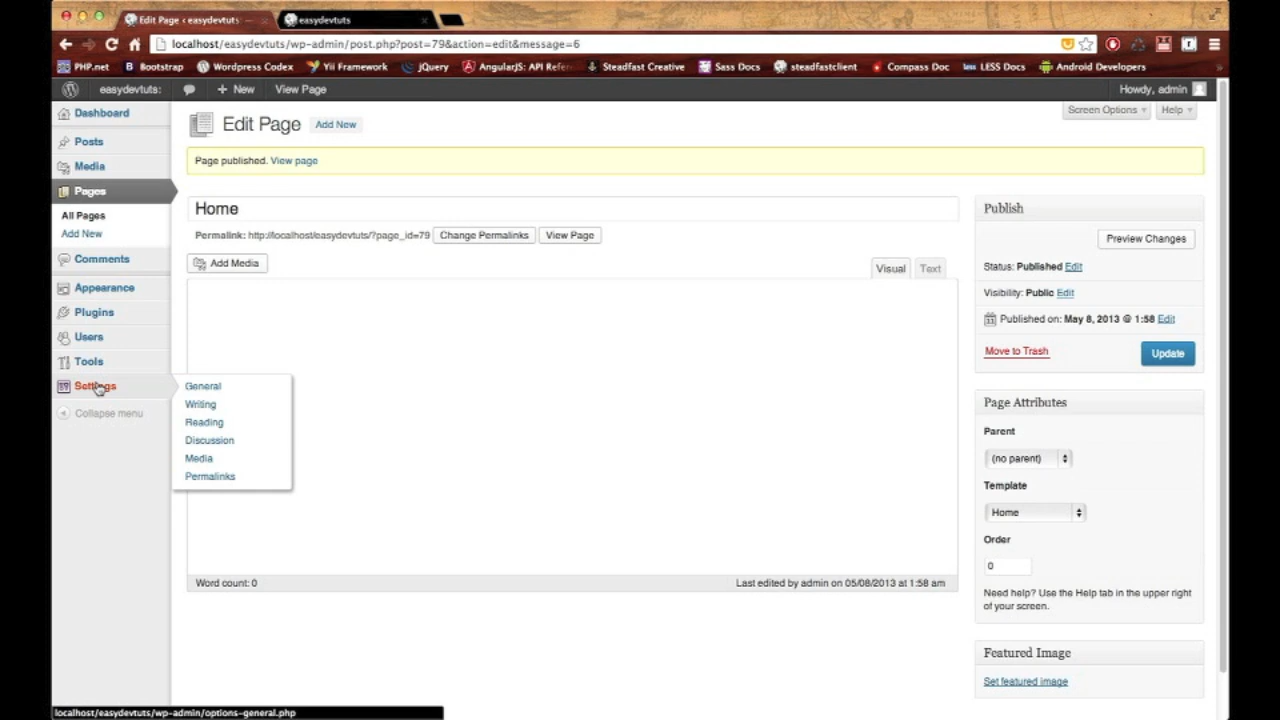 Edit Page ‹ easydevtuts
easydevtuts
localhost/easydevtuts/wp-admin/post.php?post=79&action=edit&message=6
PHP.net Bootstrap Wordpress Codex Yii Framework jQuery AngularJS: API Refer Steadfast Creative Sass Docs steadfastclient Compass Doc LESS Docs Android Developers
easydevtuts: + New View Page Howdy, admin
Screen Options Help
Dashboard
Posts
Media
Pages
All Pages
Add New
Comments
Appearance
Plugins
Users
Tools
Settings
Collapse menu
General
Writing
Reading
Discussion
Media
Permalinks
Edit Page Add New
Page published. View page
Home
Permalink: http://localhost/easydevtuts/?page_id=79 Change Permalinks View Page
Add Media
Visual Text
Word count: 0 Last edited by admin on 05/08/2013 at 1:58 am
Publish
Preview Changes
Status: Published Edit
Visibility: Public Edit
Published on: May 8, 2013 @ 1:58 Edit
Move to Trash Update
Page Attributes
Parent
(no parent)
Template
Home
Order
0
Need help? Use the Help tab in the upper right
of your screen.
Featured Image
Set featured image
localhost/easydevtuts/wp-admin/options-general.php